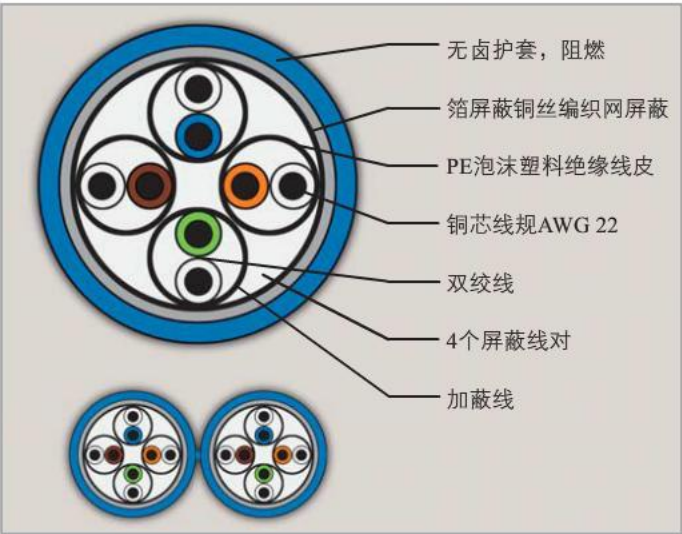 无卤护套，阻燃
箔屏蔽铜丝编织网屏蔽
PE泡沫塑料绝缘线皮
铜芯线规AWG 22
双绞线
4个屏蔽线对
加蔽线